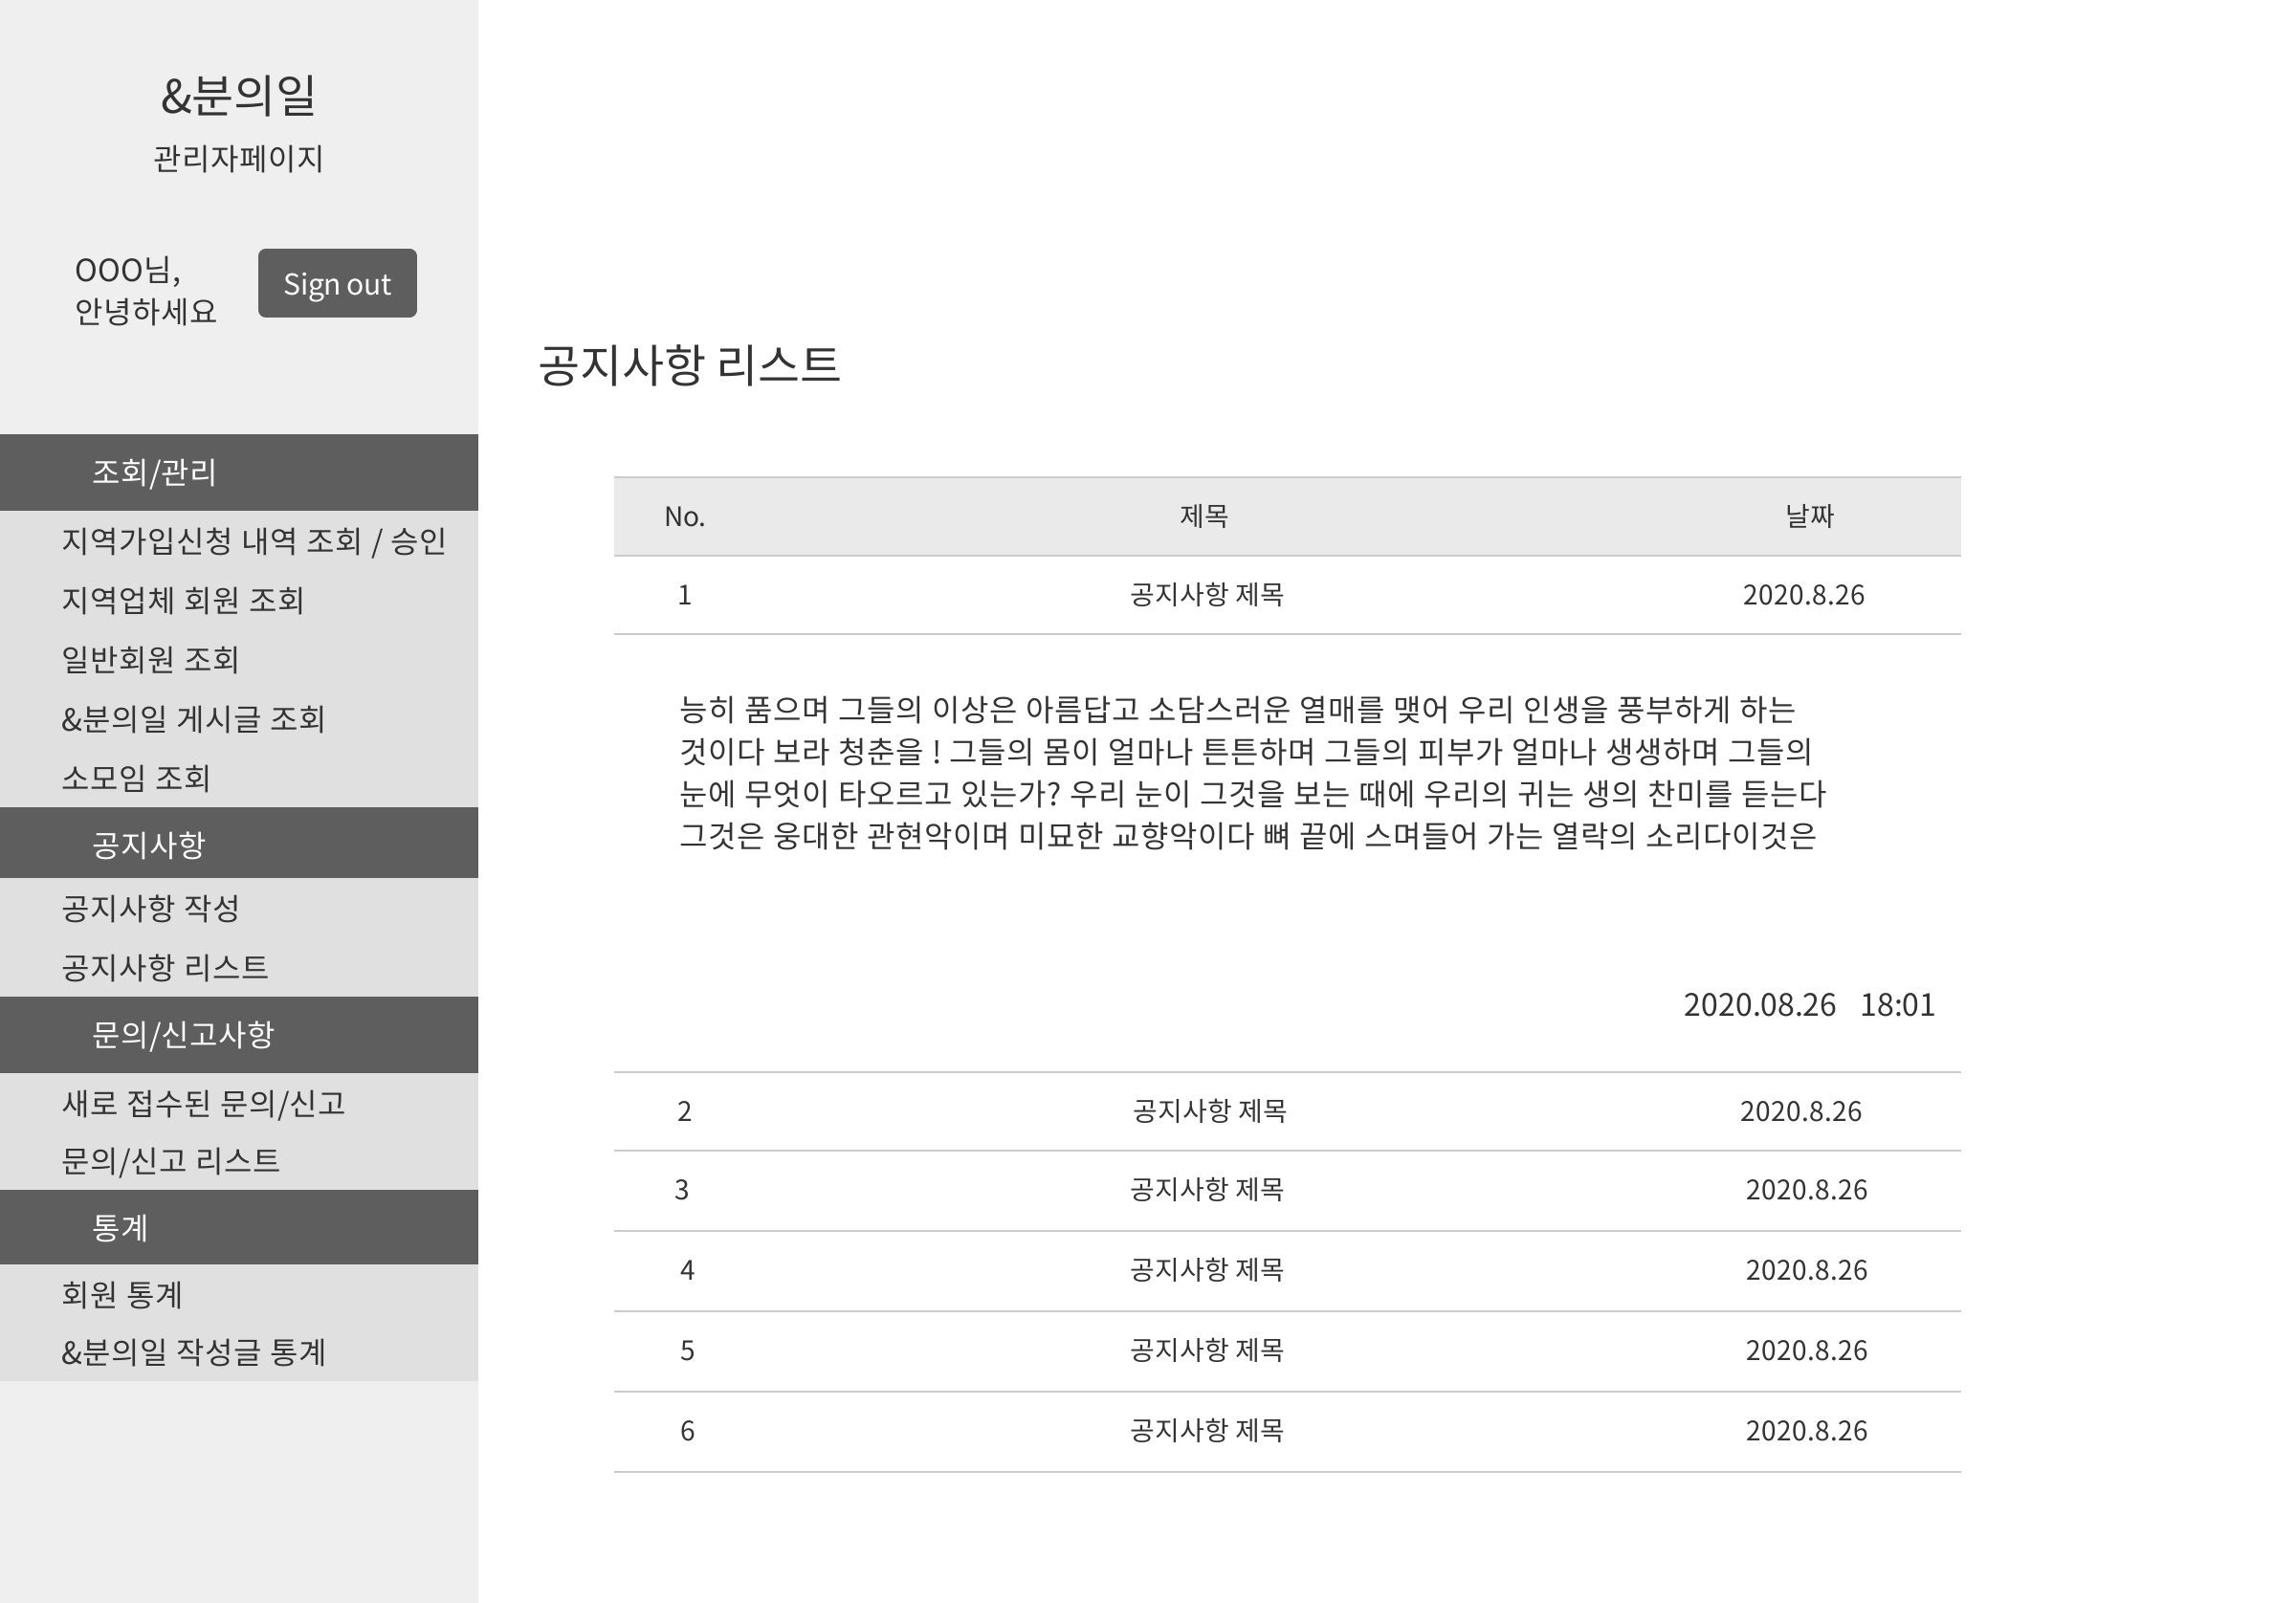 &분의일
관리자페이지
OOO님,
안녕하세요
Sign out
조회/관리
지역가입신청 내역 조회 / 승인
지역업체 회원 조회
일반회원 조회
&분의일 게시글 조회
소모임 조회
공지사항
공지사항 작성
공지사항 리스트
문의/신고사항
새로 접수된 문의/신고
문의/신고 리스트
통계
회원 통계
&분의일 작성글 통계
공지사항 리스트
No. 제목 날짜
1 공지사항 제목 2020.8.26
능히 품으며 그들의 이상은 아름답고 소담스러운 열매를 맺어 우리 인생을 풍부하게 하는
것이다 보라 청춘을 ! 그들의 몸이 얼마나 튼튼하며 그들의 피부가 얼마나 생생하며 그들의
눈에 무엇이 타오르고 있는가? 우리 눈이 그것을 보는 때에 우리의 귀는 생의 찬미를 듣는다
그것은 웅대한 관현악이며 미묘한 교향악이다 뼈 끝에 스며들어 가는 열락의 소리다이것은
2020.08.26 18:01
2 공지사항 제목 2020.8.26
3 공지사항 제목 2020.8.26
4 공지사항 제목 2020.8.26
5 공지사항 제목 2020.8.26
6 공지사항 제목 2020.8.26